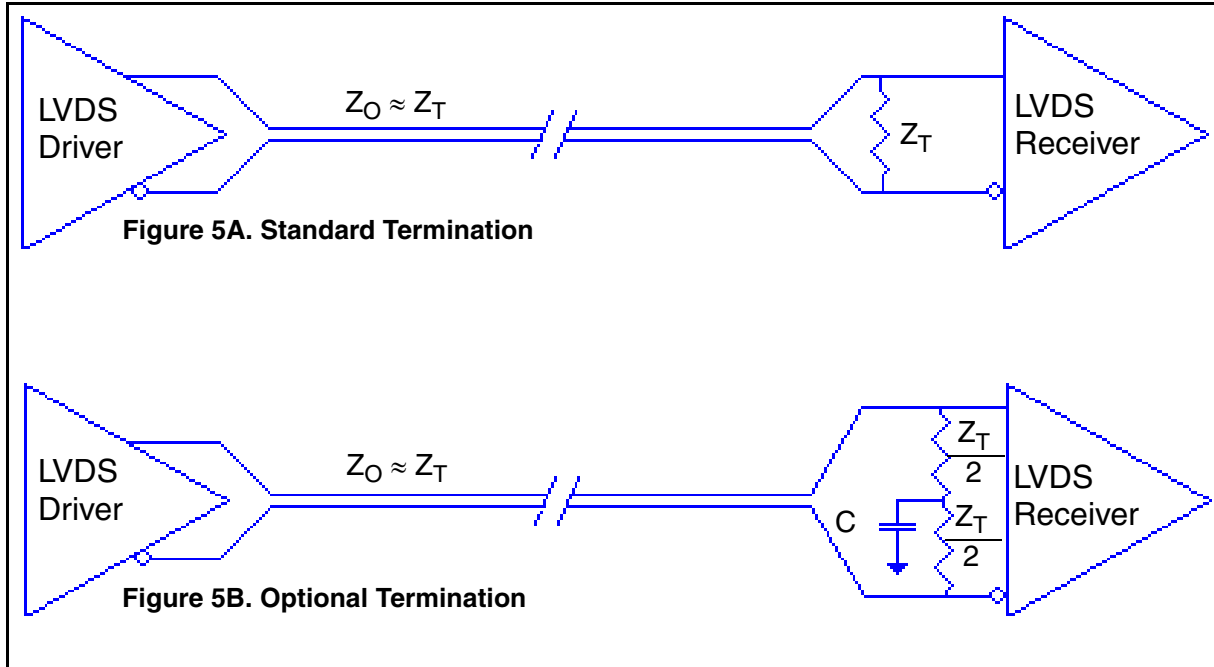 LVDS
Driver
Z_O ≈ Z_T
Z_T
LVDS
Receiver
Figure 5A. Standard Termination
LVDS
Driver
Z_O ≈ Z_T
C
Z_T
2
Z_T
2
LVDS
Receiver
Figure 5B. Optional Termination